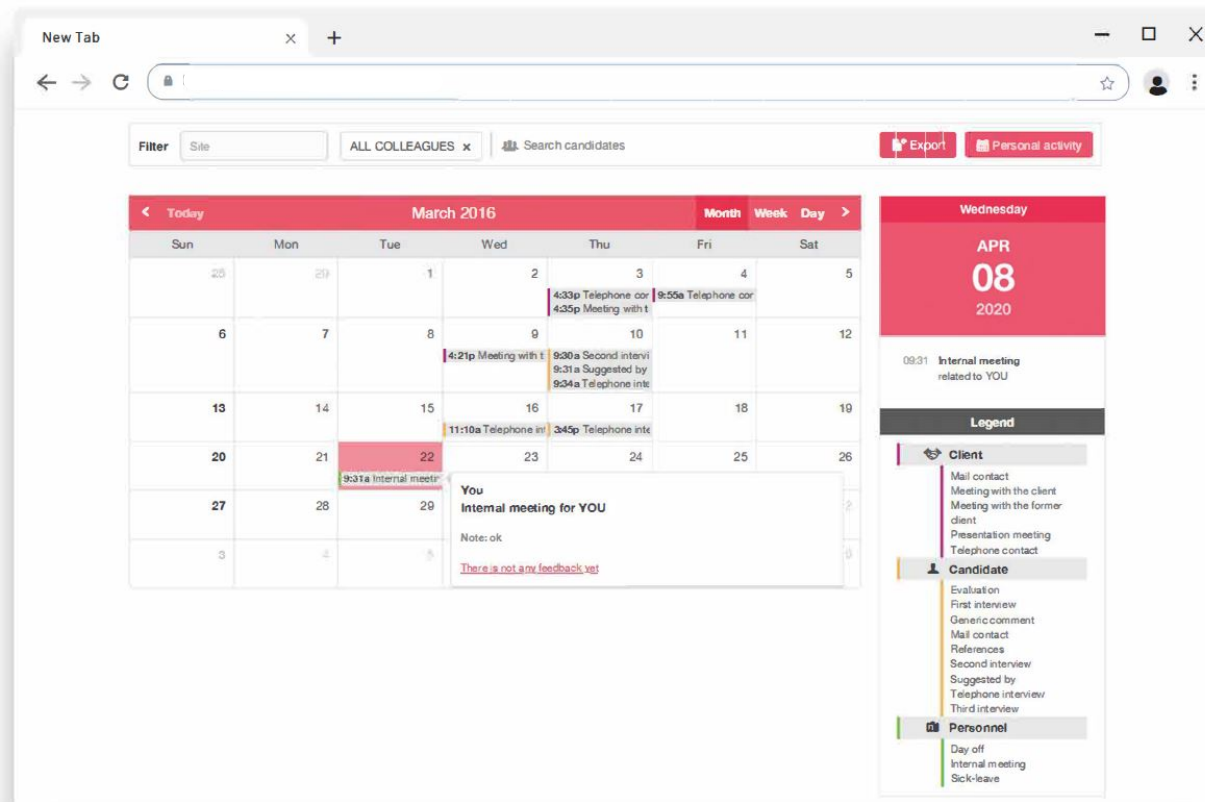 New Tab
Filter Site ALL COLLEAGUES x Search candidates Export Personal activity
Today March 2016 Month Week Day
Sun Mon Tue Wed Thu Fri Sat
28 29 1 2 3 4 5
4:33p Telephone cor 9:55a Telephone cor
4:35p Meeting with t
6 7 8 9 10 11 12
4:21p Meeting with t 9:30a Second intervi
9:31a Suggested by
9:34a Telephone inte
13 14 15 16 17 18 19
11:10a Telephone int 3:45p Telephone inte
20 21 22 23 24 25 26
9:31a Internal meetin
27 28 29 2
3 4 5
You
Internal meeting for YOU
Note: ok
There is not any feedback yet
Wednesday
APR
08
2020
09:31 Internal meeting
related to YOU
Legend
Client
Mail contact
Meeting with the client
Meeting with the former
client
Presentation meeting
Telephone contact
Candidate
Evaluation
First interview
Generic comment
Mail contact
References
Second interview
Suggested by
Telephone interview
Third interview
Personnel
Day off
Internal meeting
Sick-leave